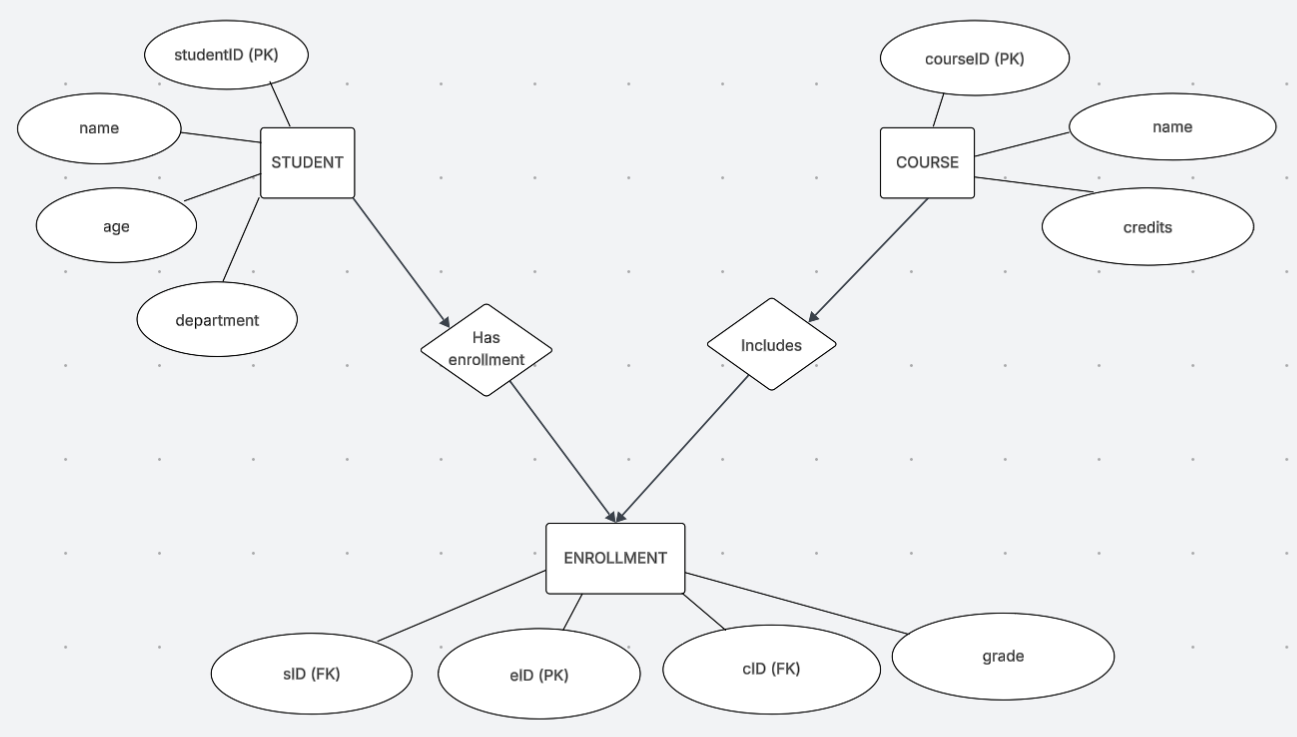 studentID (PK)
courseID (PK)
name
name
STUDENT
COURSE
age
credits
department
Has
enrollment
Includes
ENROLLMENT
sID (FK)
eID (PK)
cID (FK)
grade